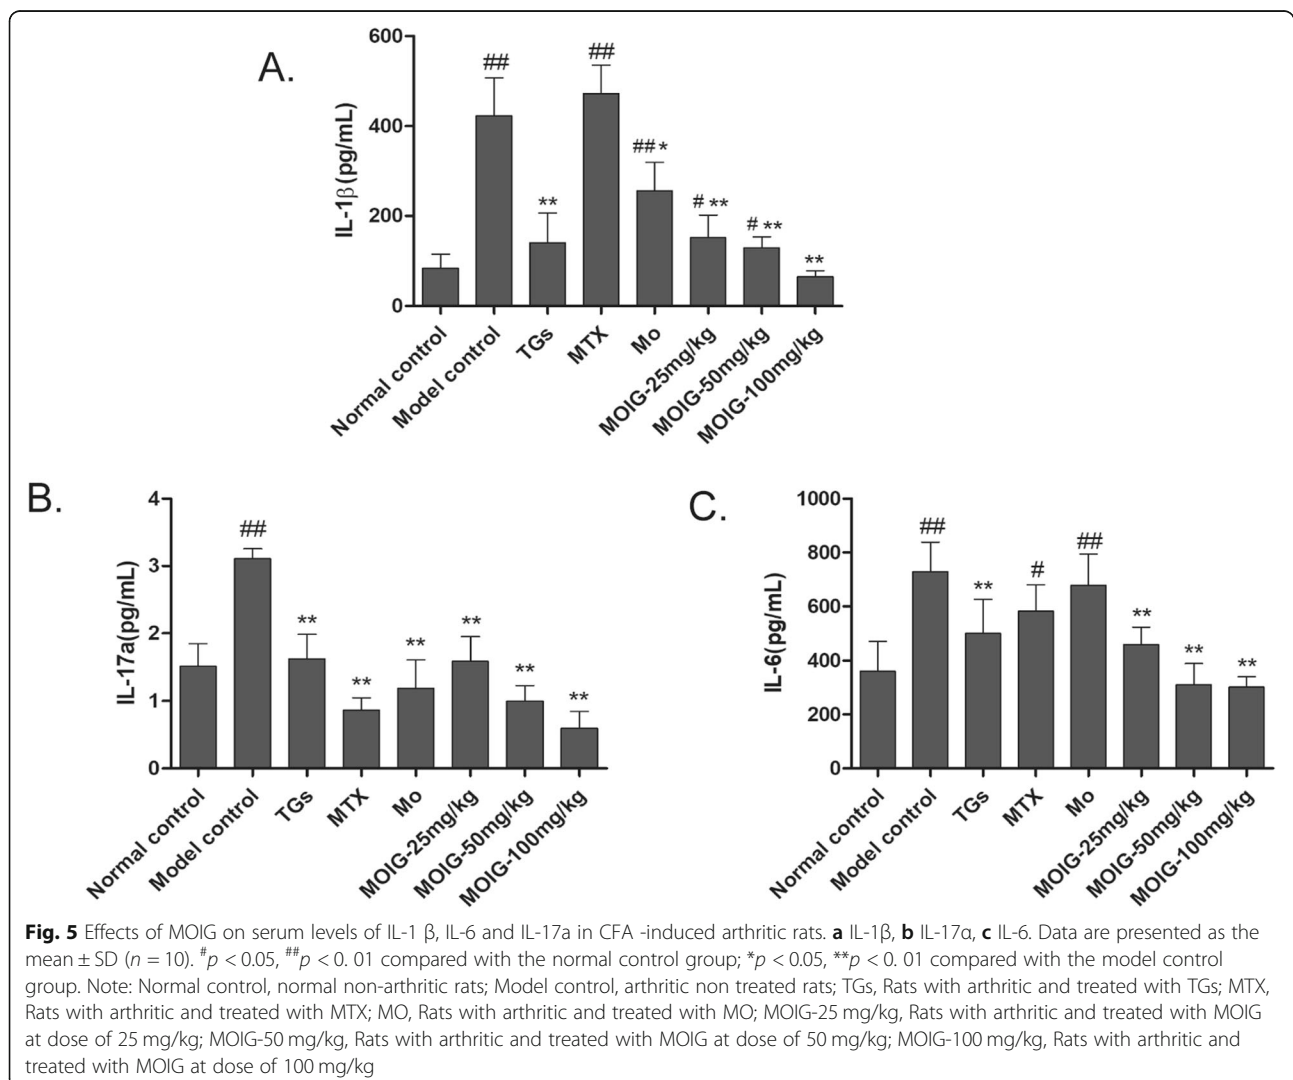 A.
IL-1β(pg/mL)
600
400
200
0
##
**
##
##*
# **
# **
**
Normal control
Model control
TGs
MTX
Mo
MOIG-25mg/kg
MOIG-50mg/kg
MOIG-100mg/kg
B.
IL-17a(pg/mL)
4
3
2
1
0
##
**
**
**
**
**
**
Normal control
Model control
TGs
MTX
Mo
MOIG-25mg/kg
MOIG-50mg/kg
MOIG-100mg/kg
C.
IL-6(pg/mL)
1000
800
600
400
200
0
##
**
#
##
**
**
**
Normal control
Model control
TGs
MTX
Mo
MOIG-25mg/kg
MOIG-50mg/kg
MOIG-100mg/kg
Fig. 5 Effects of MOIG on serum levels of IL-1 β, IL-6 and IL-17a in CFA -induced arthritic rats. a IL-1β, b IL-17α, c IL-6. Data are presented as the
mean ± SD (n = 10). #p < 0.05, ##p < 0. 01 compared with the normal control group; *p < 0.05, **p < 0. 01 compared with the model control
group. Note: Normal control, normal non-arthritic rats; Model control, arthritic non treated rats; TGs, Rats with arthritic and treated with TGs; MTX,
Rats with arthritic and treated with MTX; MO, Rats with arthritic and treated with MO; MOIG-25 mg/kg, Rats with arthritic and treated with MOIG
at dose of 25 mg/kg; MOIG-50 mg/kg, Rats with arthritic and treated with MOIG at dose of 50 mg/kg; MOIG-100 mg/kg, Rats with arthritic and
treated with MOIG at dose of 100 mg/kg